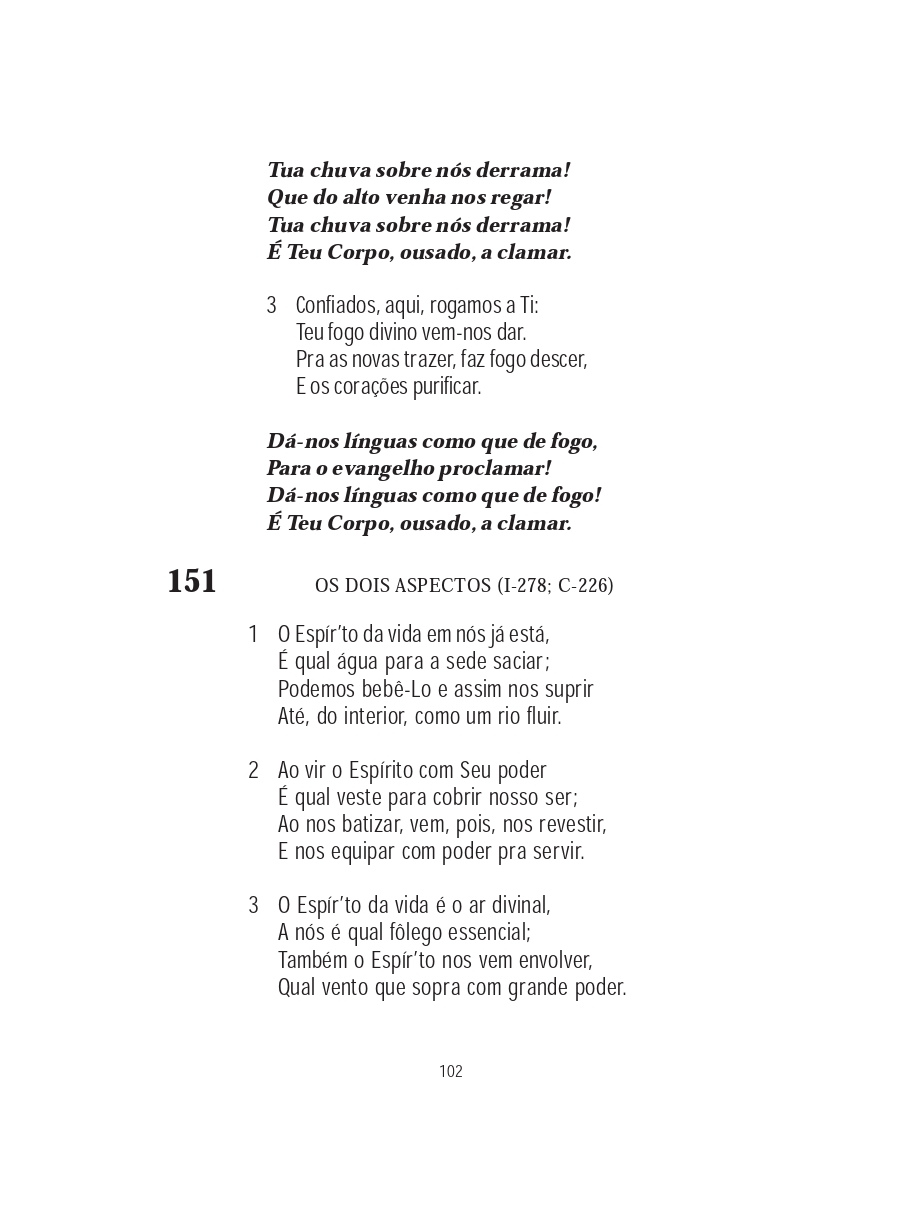 Tua chuva sobre nós derrama!
Que do alto venha nos regar!
Tua chuva sobre nós derrama!
É Teu Corpo, ousado, a clamar.
3 Confiados, aqui, rogamos a Ti:
Teu fogo divino vem-nos dar.
Pra as novas trazer, faz fogo descer,
E os corações purificar.
Dá-nos línguas como que de fogo,
Para o evangelho proclamar!
Dá-nos línguas como que de fogo!
É Teu Corpo, ousado, a clamar.
151 OS DOIS ASPECTOS (I-278; C-226)
1 O Espír’to da vida em nós já está,
É qual água para a sede saciar;
Podemos bebê-Lo e assim nos suprir
Até, do interior, como um rio fluir.
2 Ao vir o Espírito com Seu poder
É qual veste para cobrir nosso ser;
Ao nos batizar, vem, pois, nos revestir,
E nos equipar com poder pra servir.
3 O Espír’to da vida é o ar divinal,
A nós é qual fôlego essencial;
Também o Espír’to nos vem envolver,
Qual vento que sopra com grande poder.
102